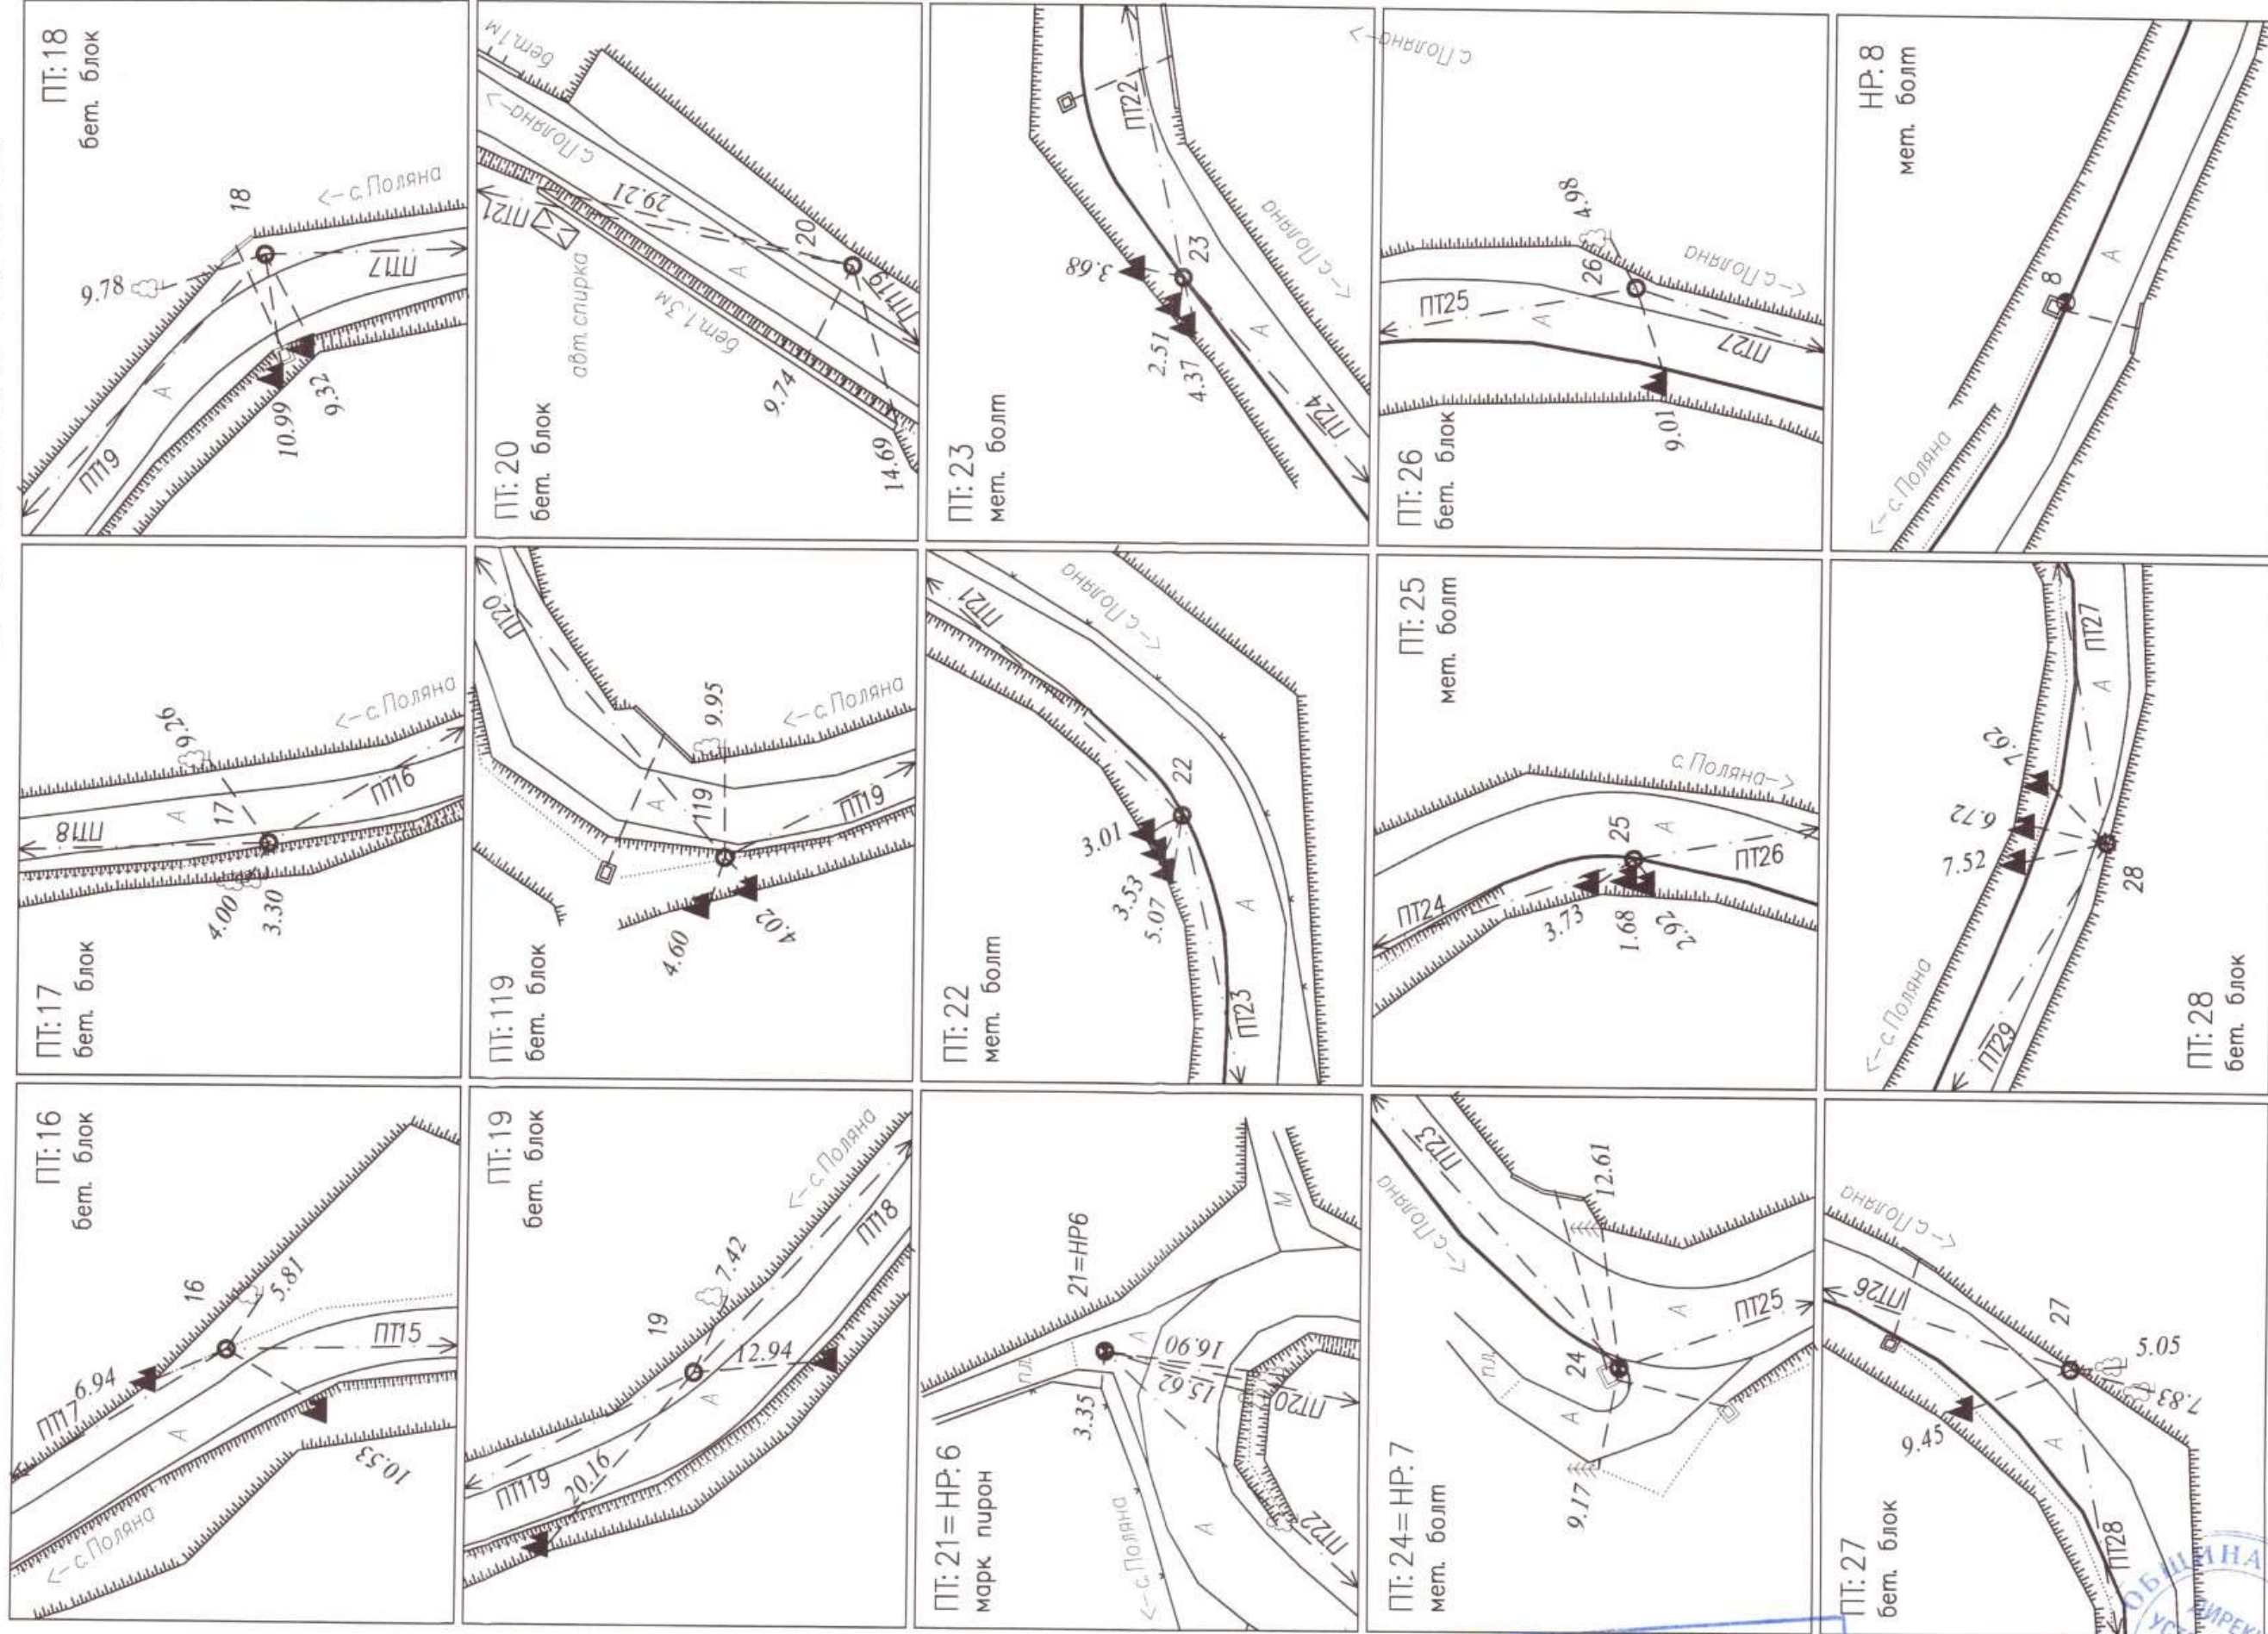 ПТ: 16
бет. блок
ПТ17
6.94
16
5.81
А
ПТ15
10.53
<-с.Поляна
ПТ: 17
бет. блок
ПТ18
А
17
9.26
4.00
3.30
ПТ16
<-с.Поляна
ПТ: 18
бет. блок
ПТ19
А
9.78
18
10.99
9.32
ПТ17
<-с.Поляна
ПТ: 19
бет. блок
ПТ119
20.16
19
7.42
12.94
А
ПТ18
<-с.Поляна
ПТ: 119
бет. блок
ПТ20
А
119
9.95
4.60
4.02
ПТ19
<-с.Поляна
ПТ: 20
бет. блок
ПТ21
авт. спирка
бет.1м
<-с.Поляна
29.21
А
бет.1.3м
20
9.74
14.69
ПТ119
ПТ: 21= НР: 6
марк. пирон
пл.
21=НР6
3.35
А
М
16.90
15.62
ПТ20
<-с.Поляна
А
ПТ22
ПТ: 22
мет. болт
ПТ21
<-с.Поляна
3.01
3.53
5.07
22
А
ПТ23
ПТ: 23
мет. болт
ПТ22
3.68
23
2.51
4.37
А
ПТ24
<-с.Поляна
ПТ: 24= НР: 7
мет. болт
ПТ23
<-с.Поляна
пл.
24
А
12.61
А
9.17
ПТ25
ПТ: 25
мет. болт
ПТ24
3.73
1.68
2.92
25
А
ПТ26
с.Поляна->
ПТ: 26
бет. блок
с.Поляна->
ПТ25
А
26
4.98
9.01
ПТ27
<-с.Поляна
ПТ: 27
бет. блок
ПТ26
<-с.Поляна
27
9.45
А
5.05
7.83
ПТ28
ПТ: 28
бет. блок
<-с.Поляна
7.52
6.72
7.62
А
ПТ27
ПТ29
28
НР: 8
мет. болт
<-с.Поляна
8
А
ОБЩИНА